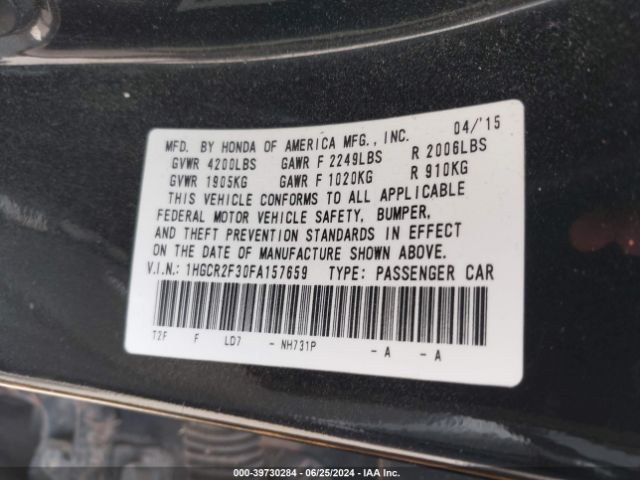 MFD. BY HONDA OF AMERICA MFG., INC. 04/'15
GVWR 4200LBS GAWR F 2249LBS R 2006LBS
GVWR 1905KG GAWR F 1020KG R 910KG
THIS VEHICLE CONFORMS TO ALL APPLICABLE
FEDERAL MOTOR VEHICLE SAFETY, BUMPER,
AND THEFT PREVENTION STANDARDS IN EFFECT
ON THE DATE OF MANUFACTURE SHOWN ABOVE.
V.I.N.: 1HGCR2F30FA157659 TYPE: PASSENGER CAR
T2F F LD7 - NH731P - A - A
000-39730284 - 06/25/2024 - IAA Inc.